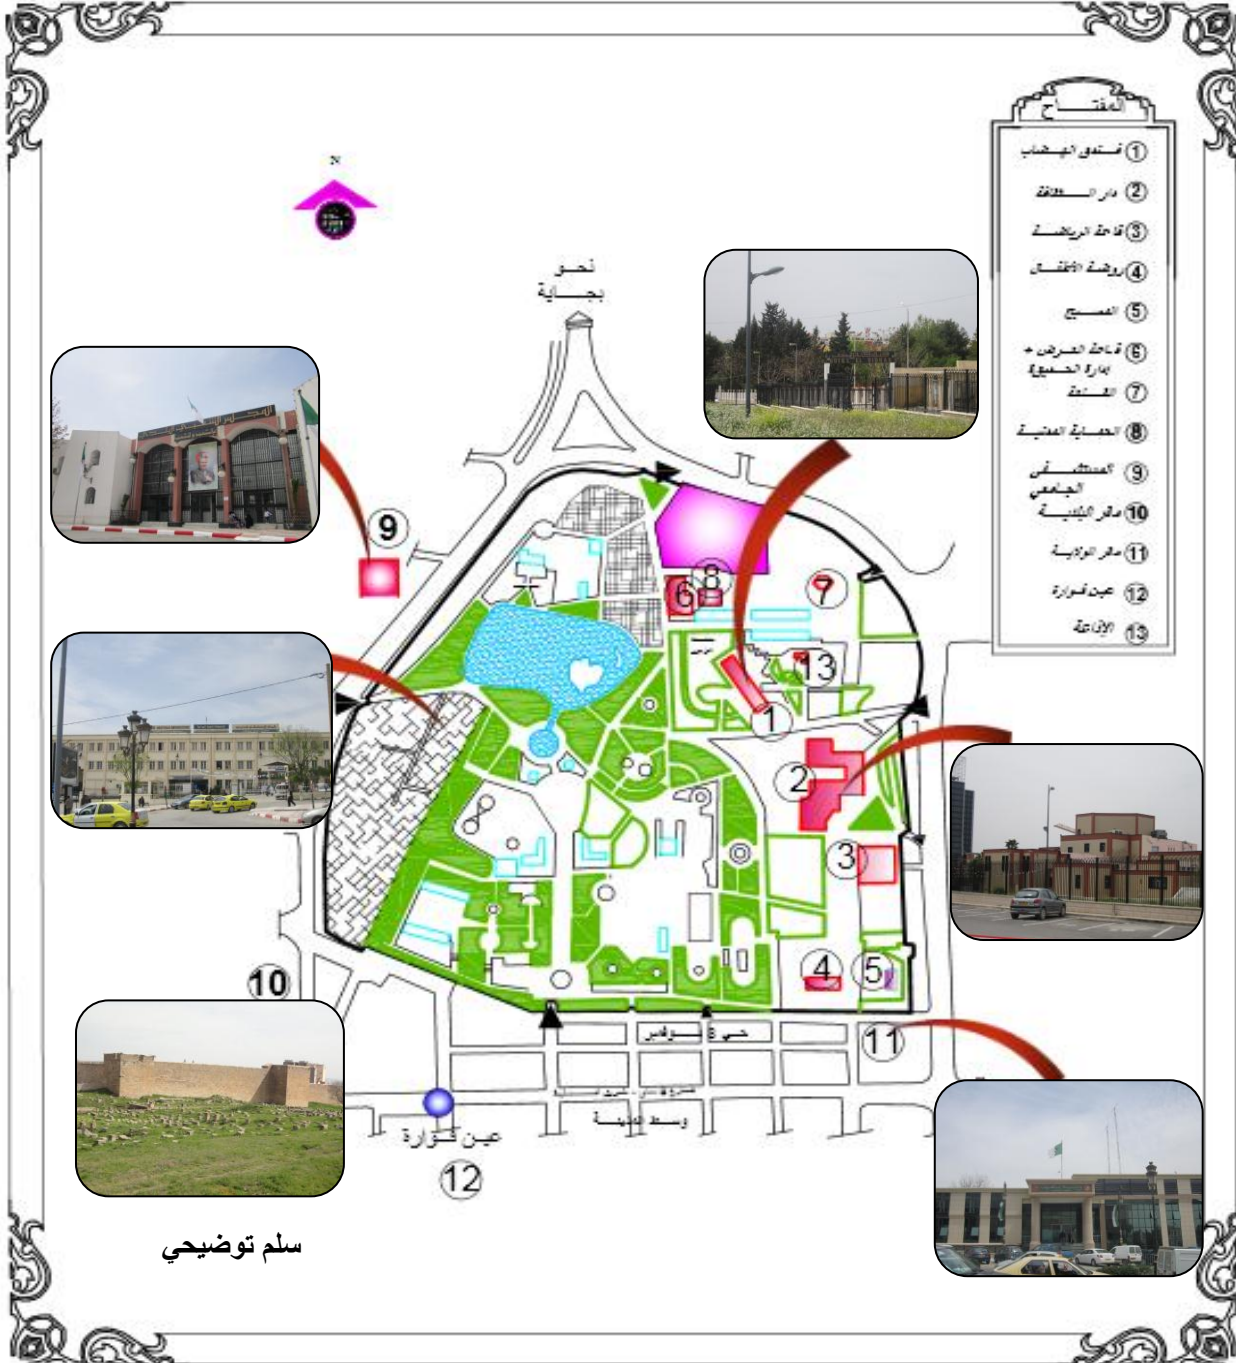 المفتـــاح
① فندق الهضاب
② دار الثقافة
③ قاعة الرياضة
④ روضة الأطفال
⑤ المسبح
⑥ قاعة العرض +
إدارة الحديقة
⑦ القلعة
⑧ الحماية المدنية
⑨ المستشفى
الجامعي
⑩ مقر البلدية
⑪ مقر الولاية
⑫ عين فوارة
⑬ الإذاعة
N
نحو
بجاية
9
8
6
7
13
1
2
3
4
5
10
11
وسط المدينة
عين فوارة
12
سلم توضيحي